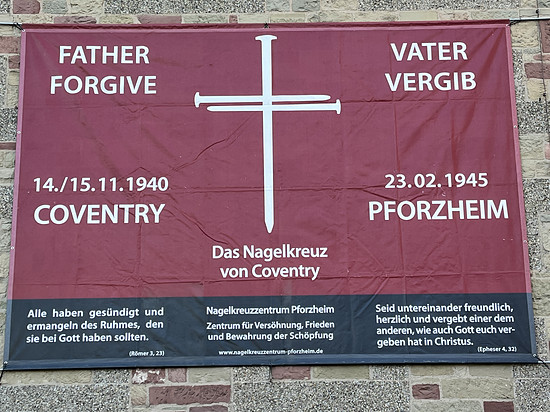 FATHER
FORGIVE
VATER
VERGIB
14./15.11.1940
COVENTRY
23.02.1945
PFORZHEIM
Das Nagelkreuz
von Coventry
Alle haben gesündigt und
ermangeln des Ruhmes, den
sie bei Gott haben sollten.
(Römer 3, 23)
Nagelkreuzzentrum Pforzheim
Zentrum für Versöhnung, Frieden
und Bewahrung der Schöpfung
www.nagelkreuzzentrum-pforzheim.de
Seid untereinander freundlich,
herzlich und vergebt einer dem
anderen, wie auch Gott euch ver-
geben hat in Christus.
(Epheser 4, 32)